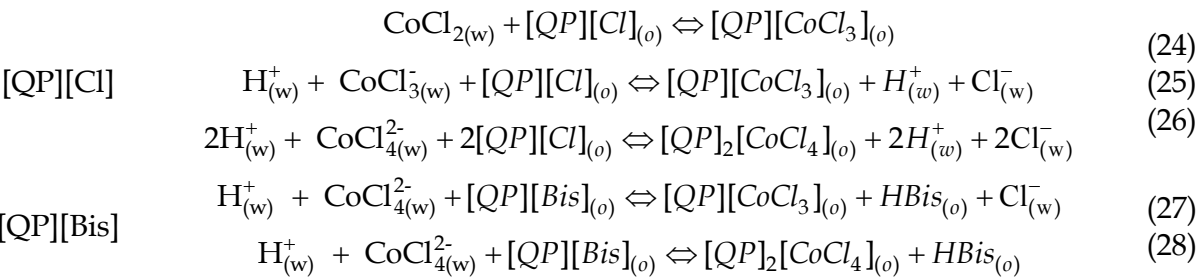 CoCl₂₍w₎ + [QP][Cl]₍o₎ ⇔ [QP][CoCl₃]₍o₎ (24)
[QP][Cl] H⁺₍w₎ + CoCl₃⁻₍w₎ + [QP][Cl]₍o₎ ⇔ [QP][CoCl₃]₍o₎ + H⁺₍w₎ + Cl⁻₍w₎ (25)
2H⁺₍w₎ + CoCl₄²⁻₍w₎ + 2[QP][Cl]₍o₎ ⇔ [QP]₂[CoCl₄]₍o₎ + 2H⁺₍w₎ + 2Cl⁻₍w₎ (26)
H⁺₍w₎ + CoCl₄²⁻₍w₎ + [QP][Bis]₍o₎ ⇔ [QP][CoCl₃]₍o₎ + HBis₍o₎ + Cl⁻₍w₎ (27)
[QP][Bis] H⁺₍w₎ + CoCl₄²⁻₍w₎ + [QP][Bis]₍o₎ ⇔ [QP]₂[CoCl₄]₍o₎ + HBis₍o₎ (28)